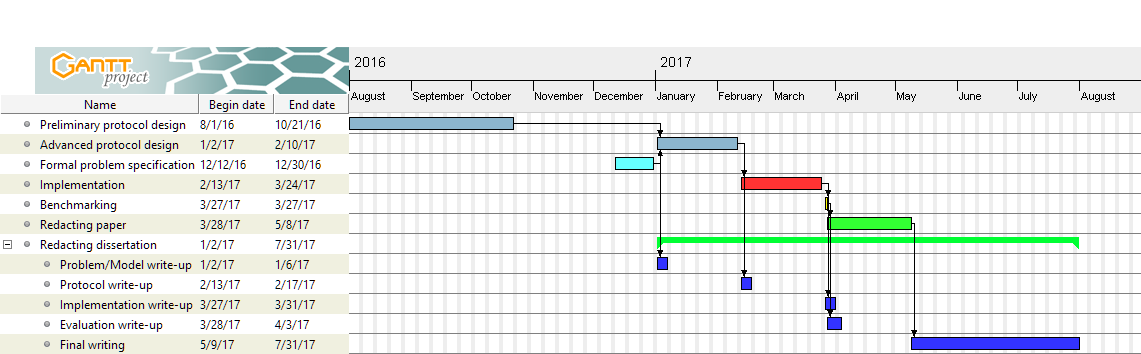 2016 2017
GANTT
project
August September October November December January February March April May June July August
Name Begin date End date
Preliminary protocol design 8/1/16 10/21/16
Advanced protocol design 1/2/17 2/10/17
Formal problem specification 12/12/16 12/30/16
Implementation 2/13/17 3/24/17
Benchmarking 3/27/17 3/27/17
Redacting paper 3/28/17 5/8/17
Redacting dissertation 1/2/17 7/31/17
Problem/Model write-up 1/2/17 1/6/17
Protocol write-up 2/13/17 2/17/17
Implementation write-up 3/27/17 3/31/17
Evaluation write-up 3/28/17 4/3/17
Final writing 5/9/17 7/31/17